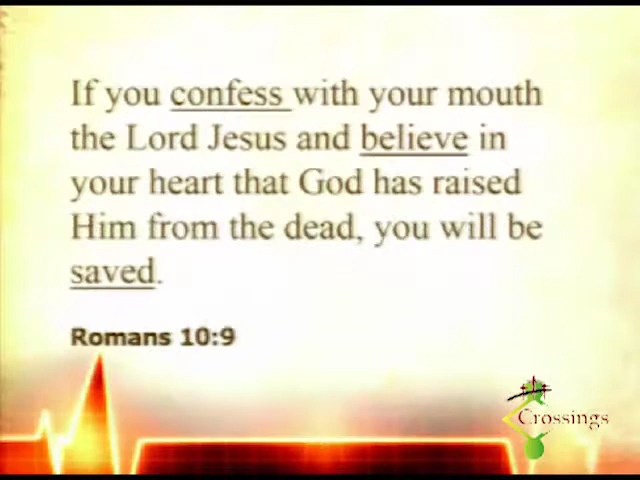 If you confess with your mouth
the Lord Jesus and believe in
your heart that God has raised
Him from the dead, you will be
saved.
Romans 10:9
Crossings